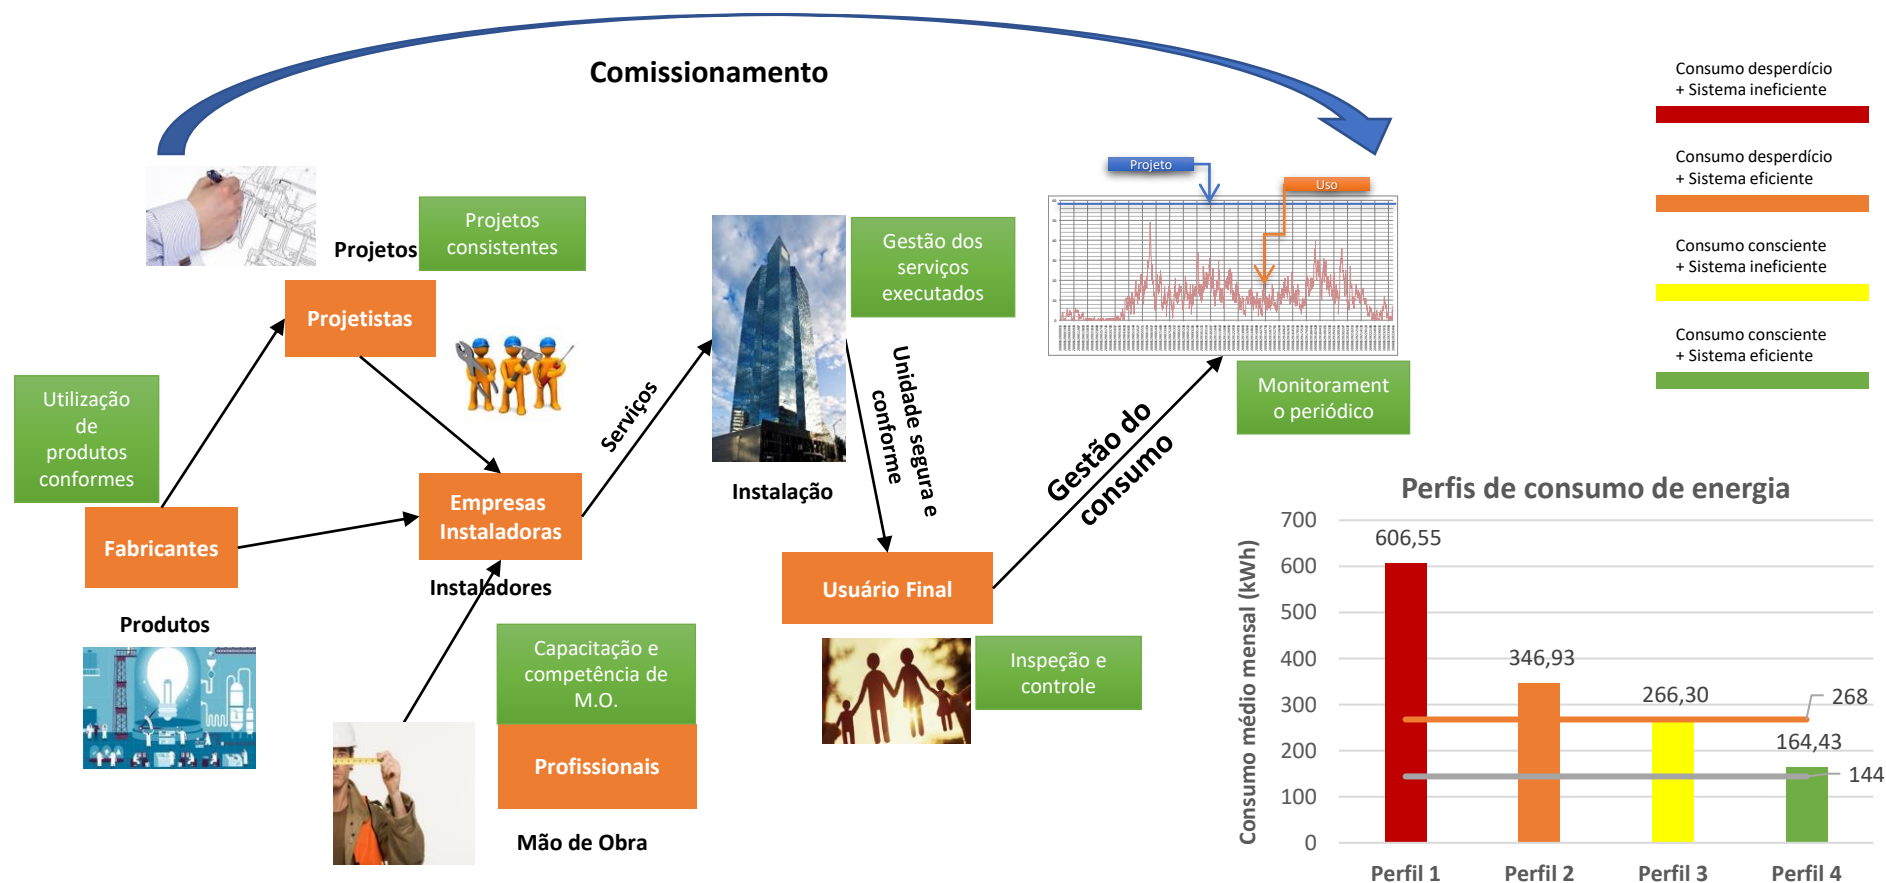 Comissionamento
Projetos
Projetos
consistentes
Projetistas
Utilização
de
produtos
conformes
Fabricantes
Produtos
Empresas
Instaladoras
Instaladores
Capacitação e
competência de
M.O.
Profissionais
Mão de Obra
Serviços
Instalação
Gestão dos
serviços
executados
Unidade segura e
conforme
Usuário Final
Inspeção e
controle
Gestão do
consumo
Projeto
Uso
Monitorament
o periódico
Consumo desperdício
+ Sistema ineficiente
Consumo desperdício
+ Sistema eficiente
Consumo consciente
+ Sistema ineficiente
Consumo consciente
+ Sistema eficiente
Perfis de consumo de energia
Consumo médio mensal (kWh)
700
600
500
400
300
200
100
0
606,55
346,93
266,30
164,43
268
144
Perfil 1
Perfil 2
Perfil 3
Perfil 4